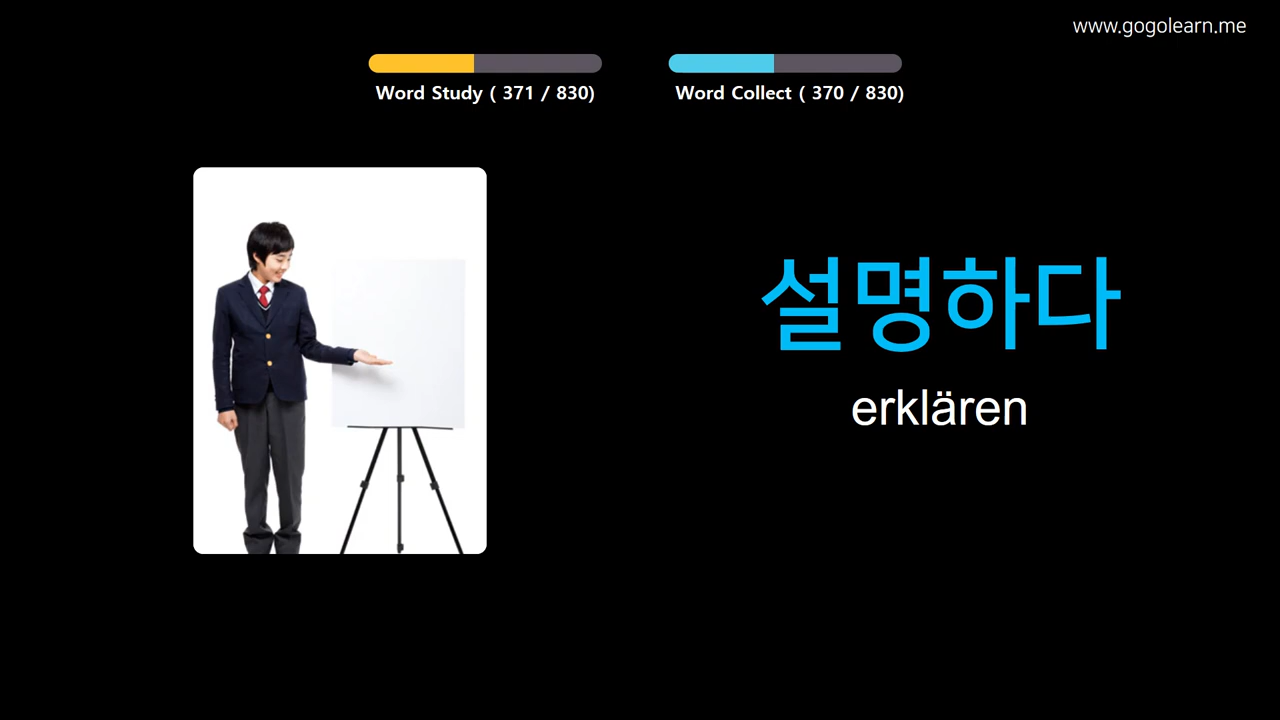 www.gogolearn.me
Word Study ( 371 / 830)
Word Collect ( 370 / 830)
설명하다
erklären